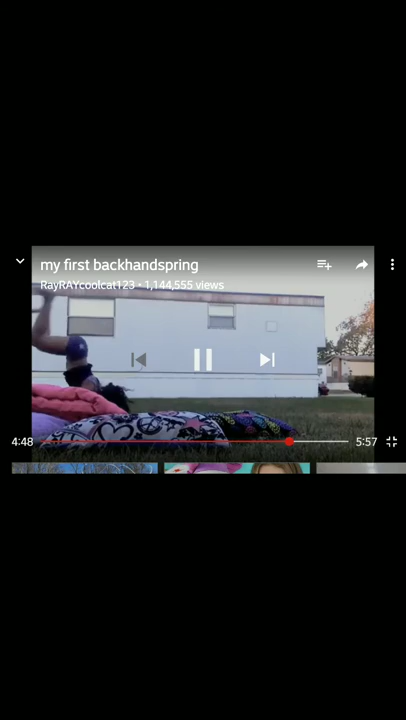 my first backhandspring
RayRAYcoolcat123 • 1,144,555 views
4:48
5:57